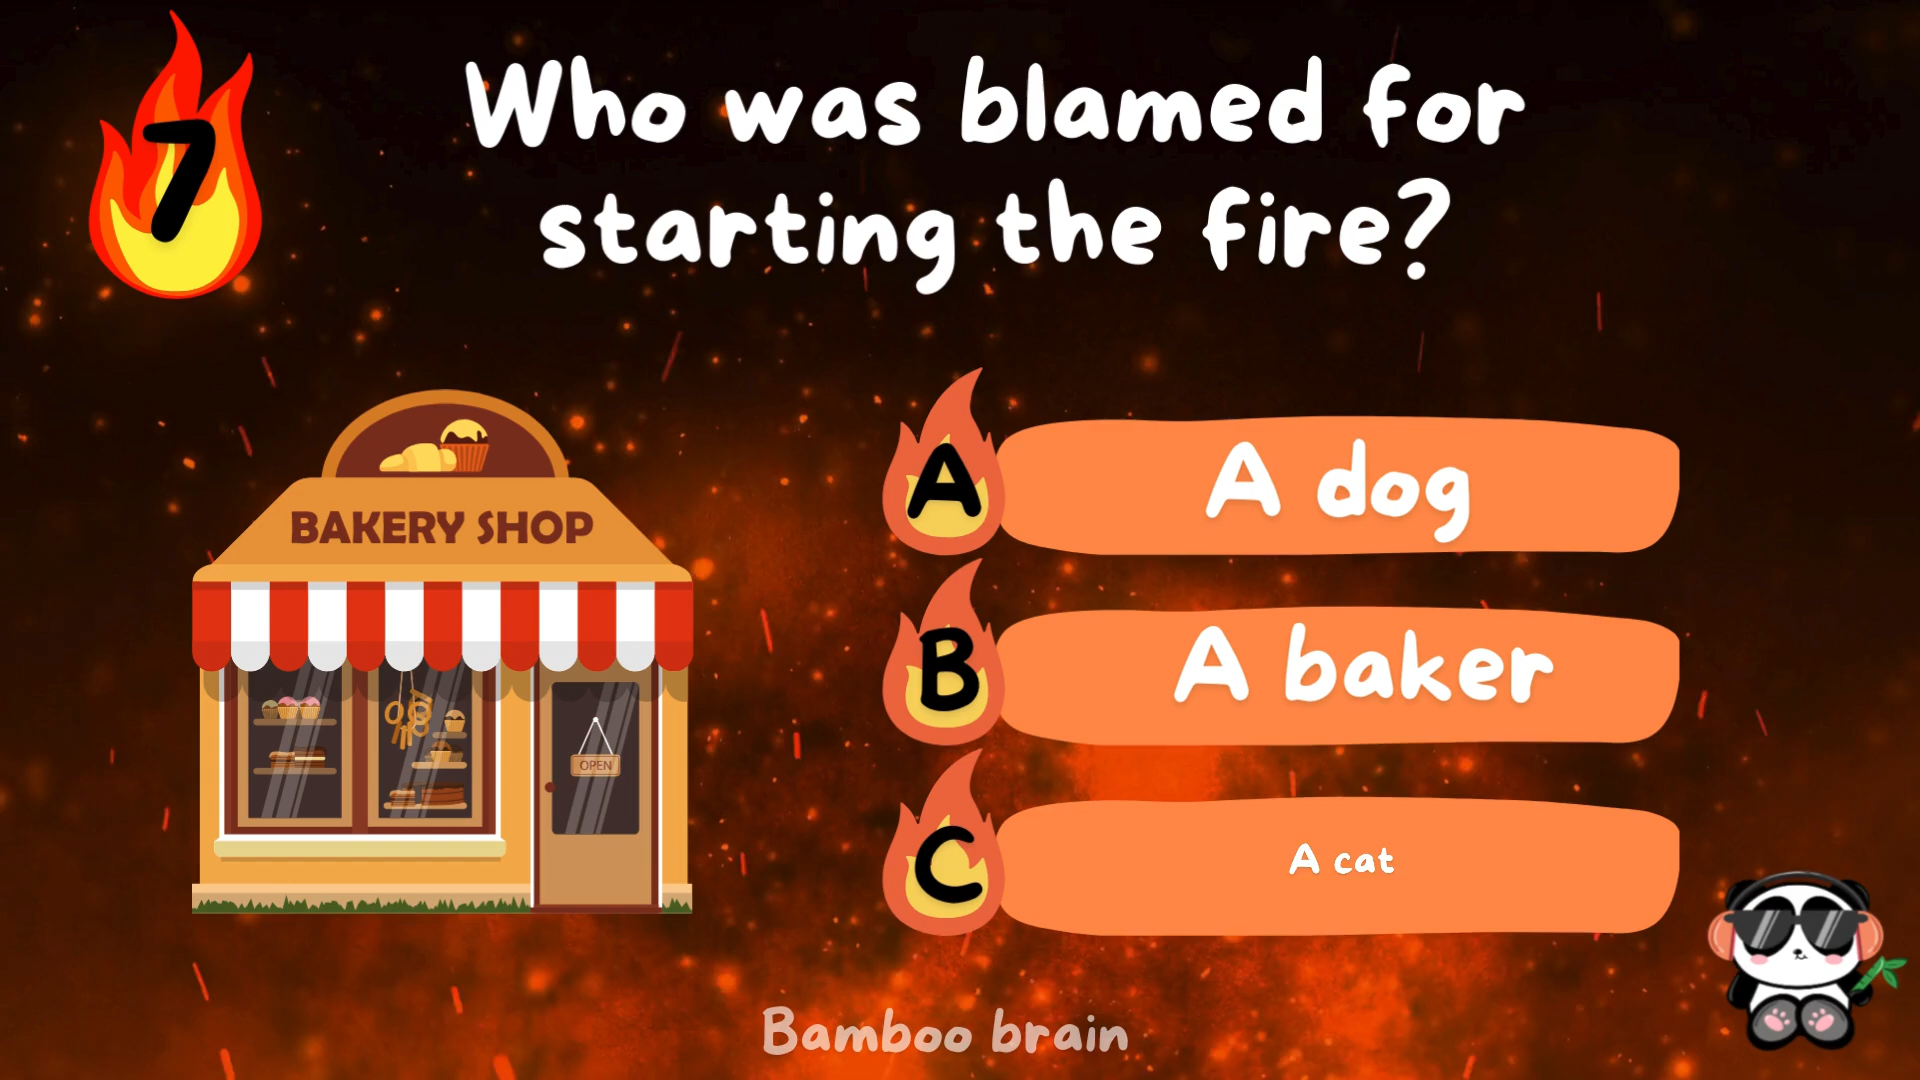 7
Who was blamed for
starting the fire?
BAKERY SHOP
OPEN
A
A dog
B
A baker
C
A cat
Bamboo brain